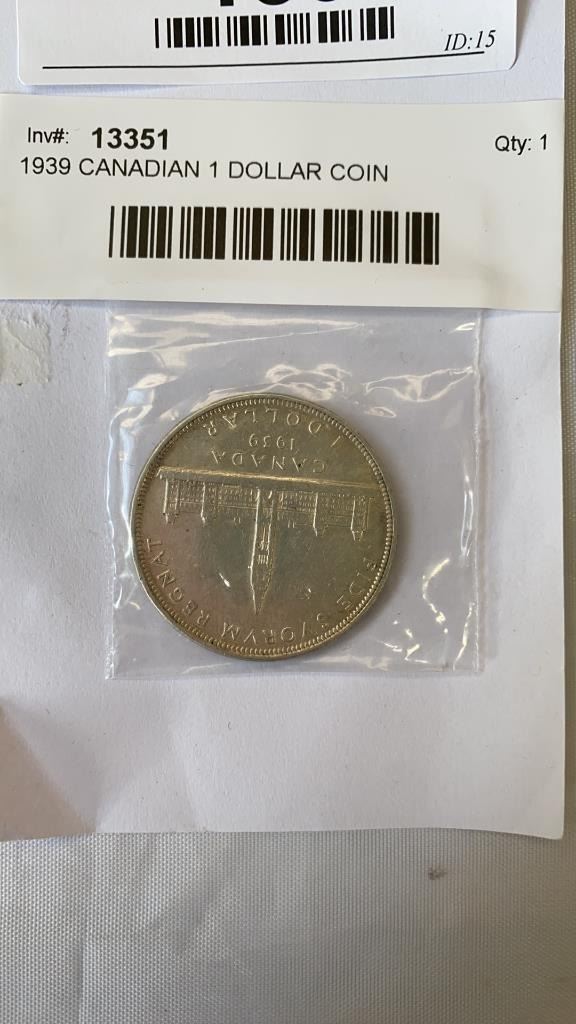 ID:15
Inv#: 13351
Qty: 1
1939 CANADIAN 1 DOLLAR COIN
FIDE SVORVM REGNAT
CANADA
1939
1 DOLLAR